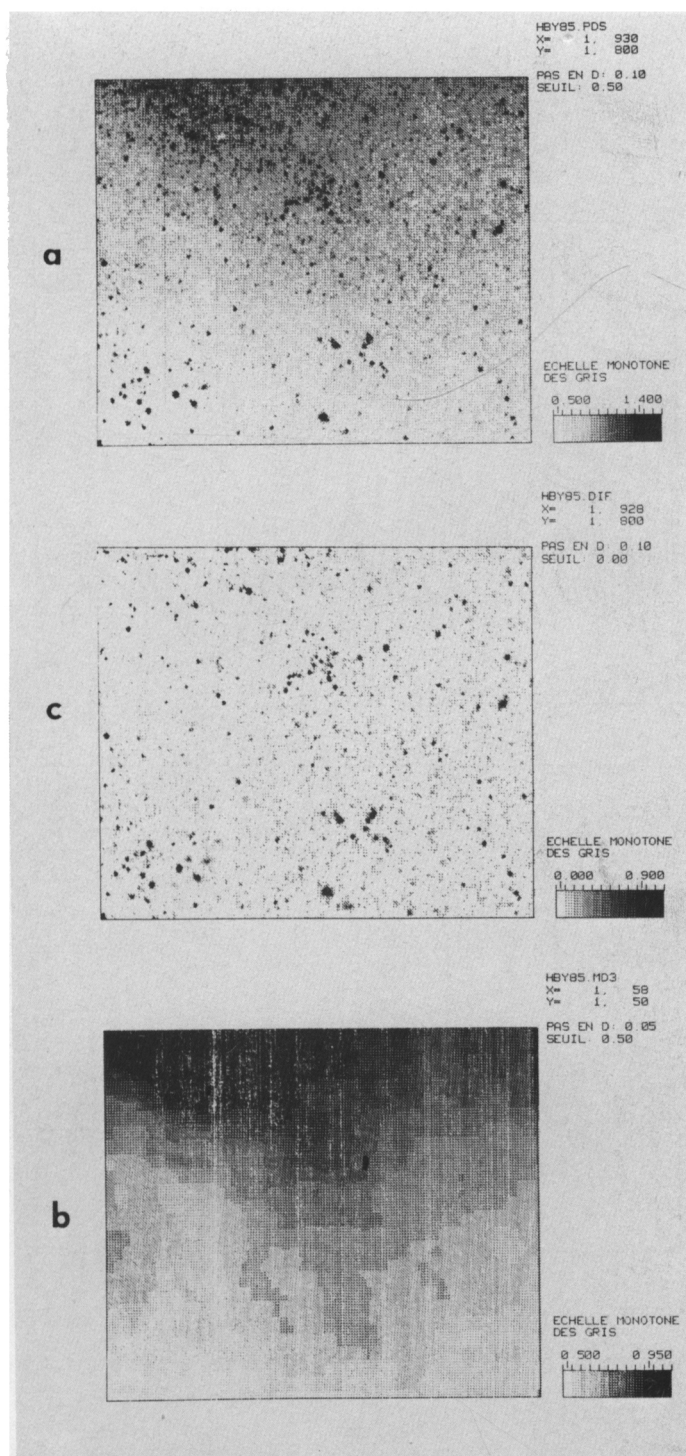 HBY85.PDS
X= 1, 930
Y= 1, 800
PAS EN D: 0.10
SEUIL: 0.50
a
ECHELLE MONOTONE
DES GRIS
0.500 1.400
HBY85.DIF
X= 1, 928
Y= 1, 800
PAS EN D: 0.10
SEUIL: 0.00
c
ECHELLE MONOTONE
DES GRIS
0.000 0.900
HBY85.MD3
X= 1, 58
Y= 1, 50
PAS EN D: 0.05
SEUIL: 0.50
b
ECHELLE MONOTONE
DES GRIS
0.500 0.950